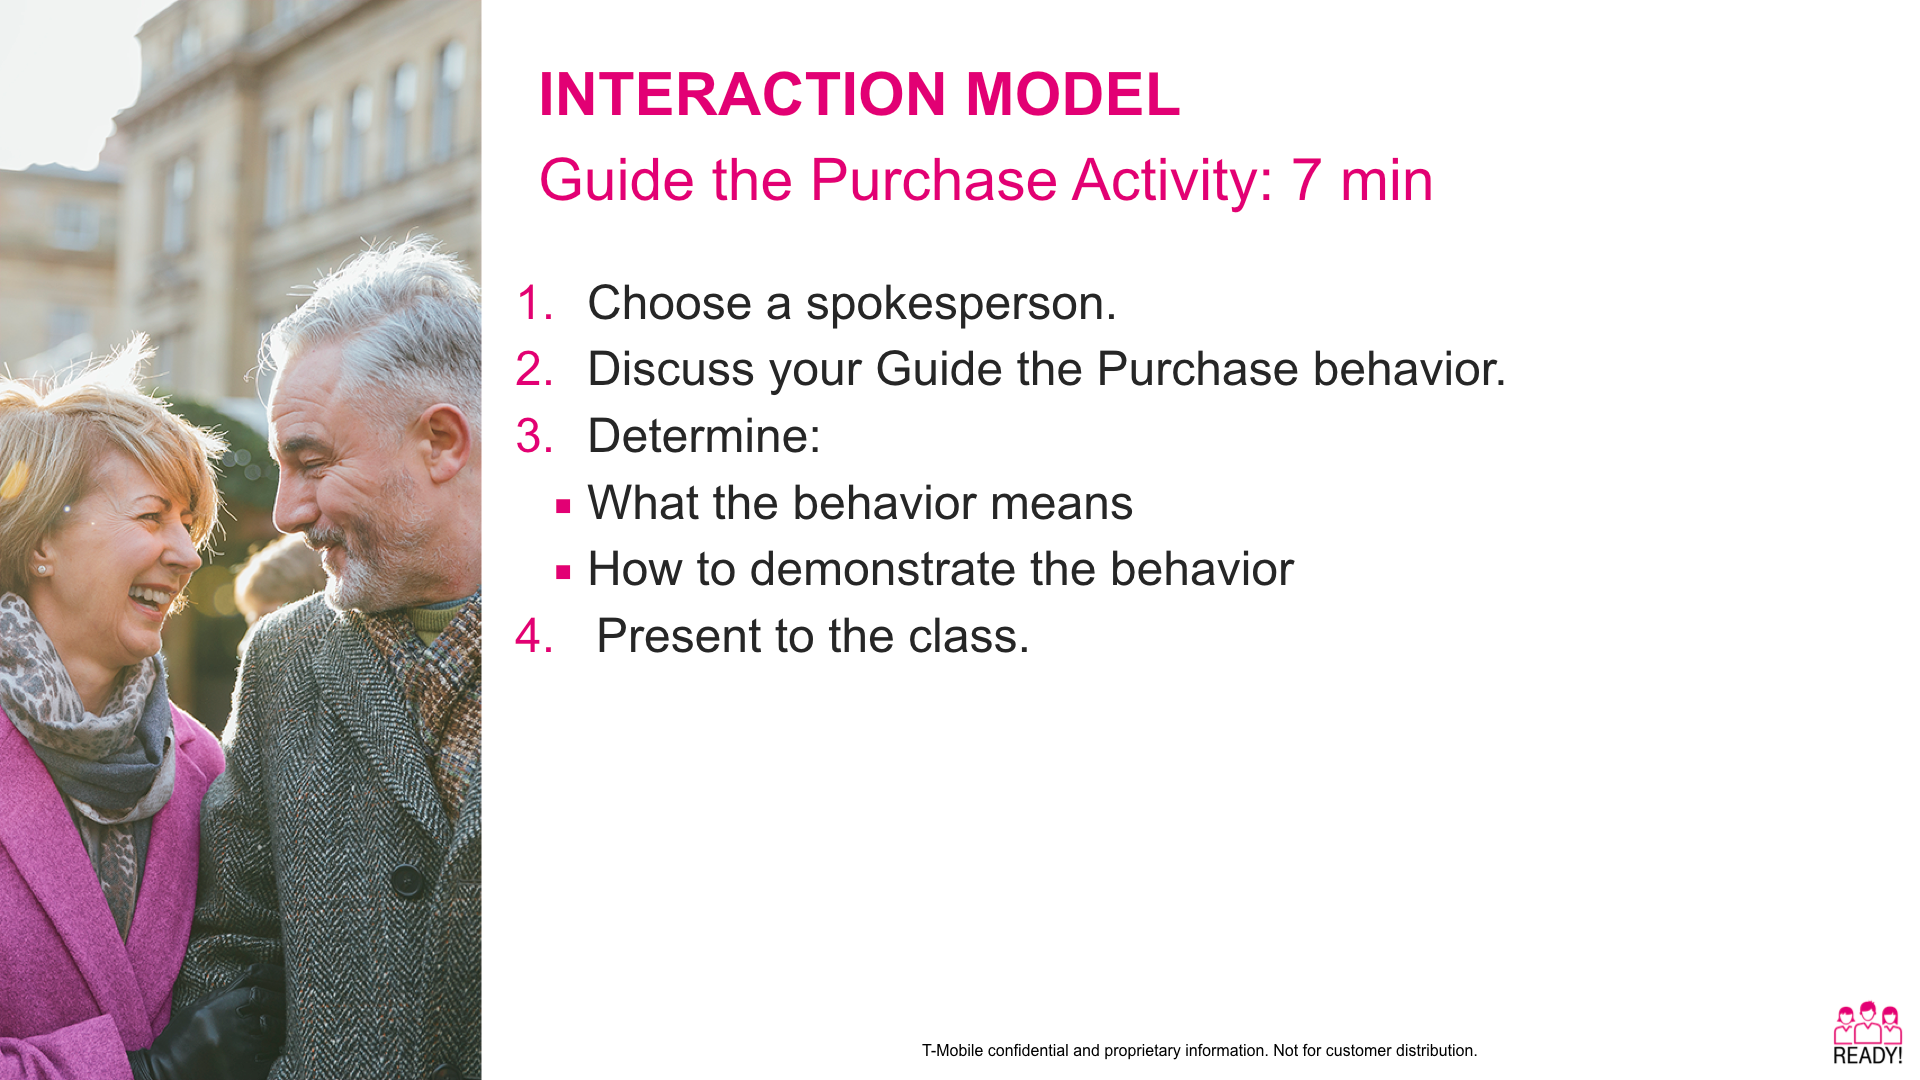 INTERACTION MODEL
Guide the Purchase Activity: 7 min
1. Choose a spokesperson.
2. Discuss your Guide the Purchase behavior.
3. Determine:
▪ What the behavior means
▪ How to demonstrate the behavior
4. Present to the class.
T-Mobile confidential and proprietary information. Not for customer distribution.
READY!